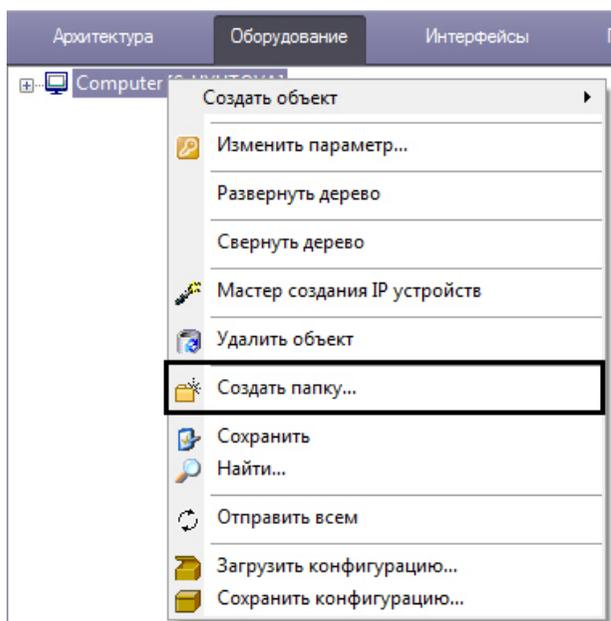 Архитектура Оборудование Интерфейсы
Computer
Создать объект
Изменить параметр...
Развернуть дерево
Свернуть дерево
Мастер создания IP устройств
Удалить объект
Создать папку...
Сохранить
Найти...
Отправить всем
Загрузить конфигурацию...
Сохранить конфигурацию...